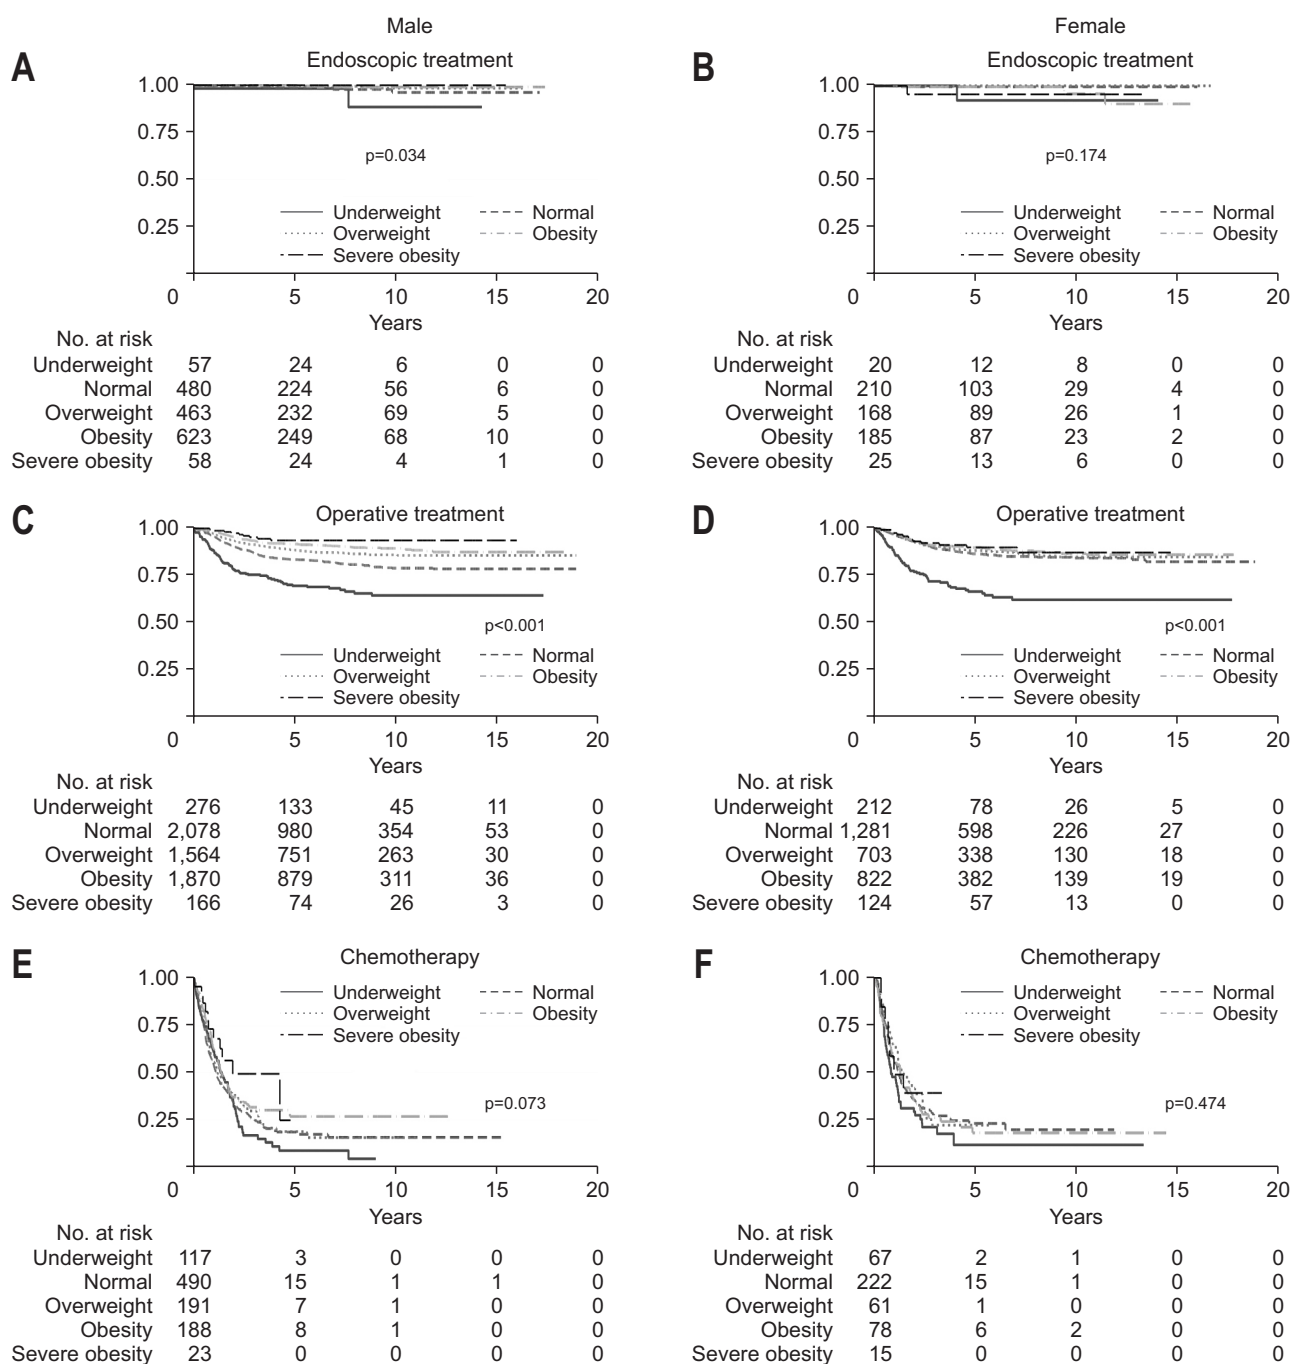 Male
Female
A
Endoscopic treatment
1.00
0.75
0.50
0.25
p=0.034
Underweight
Normal
Overweight
Obesity
Severe obesity
0 5 10 15 20
Years
No. at risk
Underweight 57 24 6 0 0
Normal 480 224 56 6 0
Overweight 463 232 69 5 0
Obesity 623 249 68 10 0
Severe obesity 58 24 4 1 0
B
Endoscopic treatment
1.00
0.75
0.50
0.25
p=0.174
Underweight
Normal
Overweight
Obesity
Severe obesity
0 5 10 15 20
Years
No. at risk
Underweight 20 12 8 0 0
Normal 210 103 29 4 0
Overweight 168 89 26 1 0
Obesity 185 87 23 2 0
Severe obesity 25 13 6 0 0
C
Operative treatment
1.00
0.75
0.50
0.25
p<0.001
Underweight
Normal
Overweight
Obesity
Severe obesity
0 5 10 15 20
Years
No. at risk
Underweight 276 133 45 11 0
Normal 2,078 980 354 53 0
Overweight 1,564 751 263 30 0
Obesity 1,870 879 311 36 0
Severe obesity 166 74 26 3 0
D
Operative treatment
1.00
0.75
0.50
0.25
p<0.001
Underweight
Normal
Overweight
Obesity
Severe obesity
0 5 10 15 20
Years
No. at risk
Underweight 212 78 26 5 0
Normal 1,281 598 226 27 0
Overweight 703 338 130 18 0
Obesity 822 382 139 19 0
Severe obesity 124 57 13 0 0
E
Chemotherapy
1.00
0.75
0.50
0.25
Underweight
Normal
Overweight
Obesity
Severe obesity
p=0.073
0 5 10 15 20
Years
No. at risk
Underweight 117 3 0 0 0
Normal 490 15 1 1 0
Overweight 191 7 1 0 0
Obesity 188 8 1 0 0
Severe obesity 23 0 0 0 0
F
Chemotherapy
1.00
0.75
0.50
0.25
Underweight
Normal
Overweight
Obesity
Severe obesity
p=0.474
0 5 10 15 20
Years
No. at risk
Underweight 67 2 1 0 0
Normal 222 15 1 0 0
Overweight 61 1 0 0 0
Obesity 78 6 2 0 0
Severe obesity 15 0 0 0 0